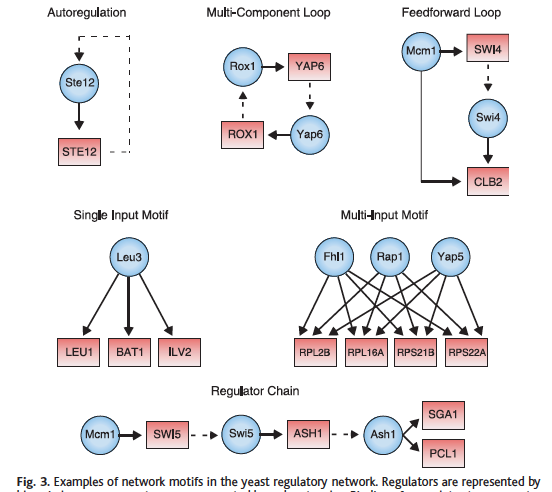 Autoregulation
Multi-Component Loop
Feedforward Loop
Ste12
STE12
Rox1
YAP6
ROX1
Yap6
Mcm1
SWI4
Swi4
CLB2
Single Input Motif
Multi-Input Motif
Leu3
LEU1
BAT1
ILV2
Fhl1
Rap1
Yap5
RPL2B
RPL16A
RPS21B
RPS22A
Regulator Chain
Mcm1
SWI5
Swi5
ASH1
Ash1
SGA1
PCL1
Fig. 3. Examples of network motifs in the yeast regulatory network. Regulators are represented by